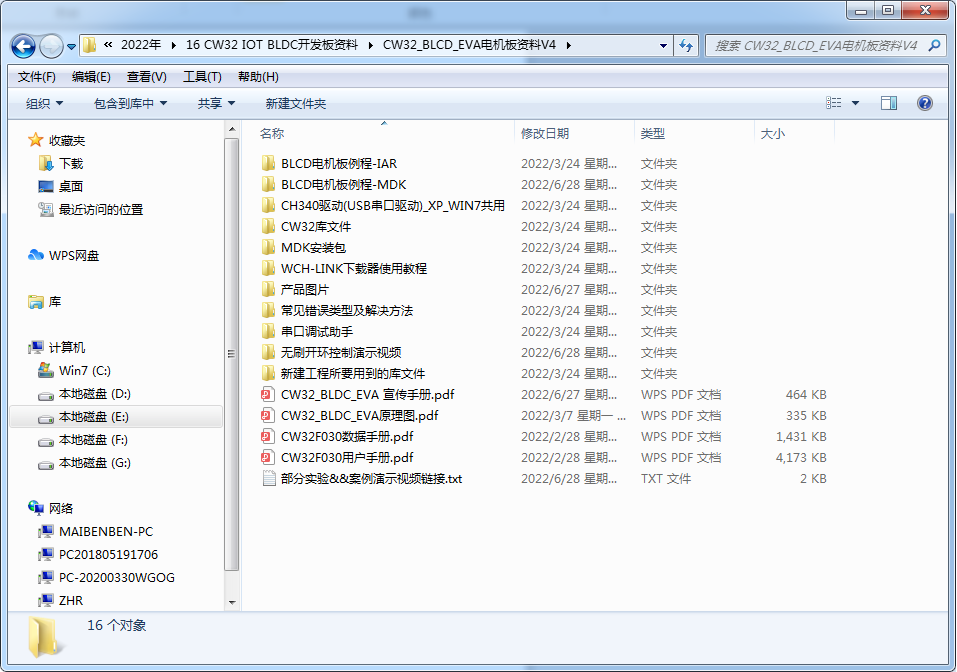 « 2022年 ▸ 16 CW32 IOT BLDC开发板资料 ▸ CW32_BLCD_EVA电机板资料V4 ▸
搜索 CW32_BLCD_EVA电机板资料V4
文件(F) 编辑(E) 查看(V) 工具(T) 帮助(H)
组织 包含到库中 共享 新建文件夹
收藏夹
下载
桌面
最近访问的位置
WPS网盘
库
计算机
Win7 (C:)
本地磁盘 (D:)
本地磁盘 (E:)
本地磁盘 (F:)
本地磁盘 (G:)
网络
MAIBENBEN-PC
PC201805191706
PC-20200330WGOG
ZHR
名称 修改日期 类型 大小
BLCD电机板例程-IAR 2022/3/24 星期... 文件夹
BLCD电机板例程-MDK 2022/6/28 星期... 文件夹
CH340驱动(USB串口驱动)_XP_WIN7共用 2022/3/24 星期... 文件夹
CW32库文件 2022/3/24 星期... 文件夹
MDK安装包 2022/3/24 星期... 文件夹
WCH-LINK下载器使用教程 2022/3/24 星期... 文件夹
产品图片 2022/6/27 星期... 文件夹
常见错误类型及解决方法 2022/3/24 星期... 文件夹
串口调试助手 2022/3/24 星期... 文件夹
无刷开环控制演示视频 2022/6/28 星期... 文件夹
新建工程所要用到的库文件 2022/3/24 星期... 文件夹
CW32_BLDC_EVA 宣传手册.pdf 2022/6/27 星期... WPS PDF 文档 464 KB
CW32_BLDC_EVA原理图.pdf 2022/3/7 星期一 ... WPS PDF 文档 335 KB
CW32F030数据手册.pdf 2022/2/28 星期... WPS PDF 文档 1,431 KB
CW32F030用户手册.pdf 2022/2/28 星期... WPS PDF 文档 4,173 KB
部分实验&&案例演示视频链接.txt 2022/6/28 星期... TXT 文件 2 KB
16 个对象